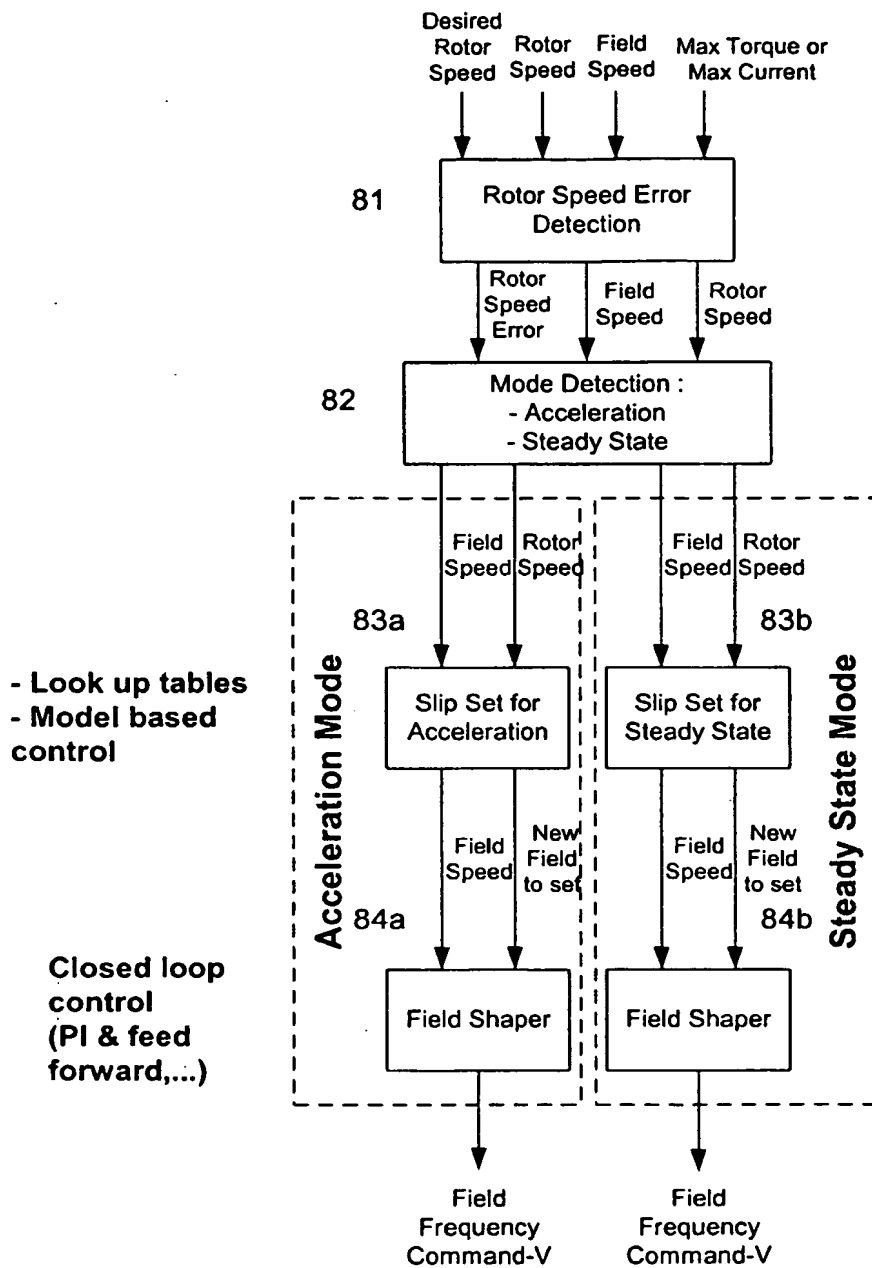 Desired
Rotor
Speed
Rotor
Speed
Field
Speed
Max Torque or
Max Current
81
Rotor Speed Error
Detection
Rotor
Speed
Error
Field
Speed
Rotor
Speed
82
Mode Detection :
- Acceleration
- Steady State
Field
Speed
Rotor
Speed
Field
Speed
Rotor
Speed
83a
83b
- Look up tables
- Model based
control
Acceleration Mode
Slip Set for
Acceleration
Slip Set for
Steady State
Steady State Mode
Field
Speed
New
Field
to set
Field
Speed
New
Field
to set
84a
84b
Closed loop
control
(PI & feed
forward,...)
Field Shaper
Field Shaper
Field
Frequency
Command-V
Field
Frequency
Command-V